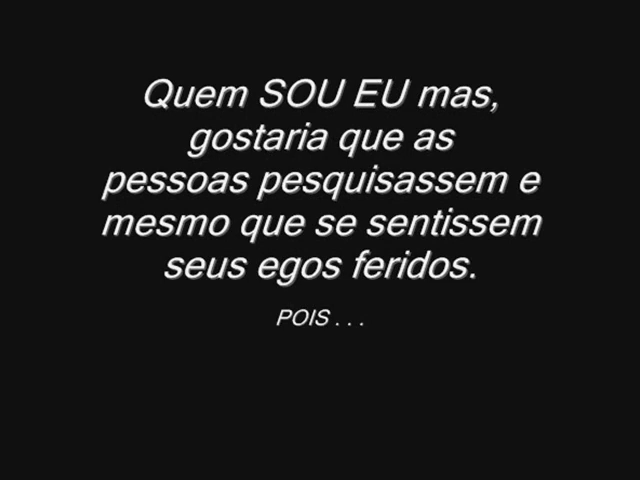 Quem SOU EU mas,
gostaria que as
pessoas pesquisassem e
mesmo que se sentissem
seus egos feridos.
POIS . . .